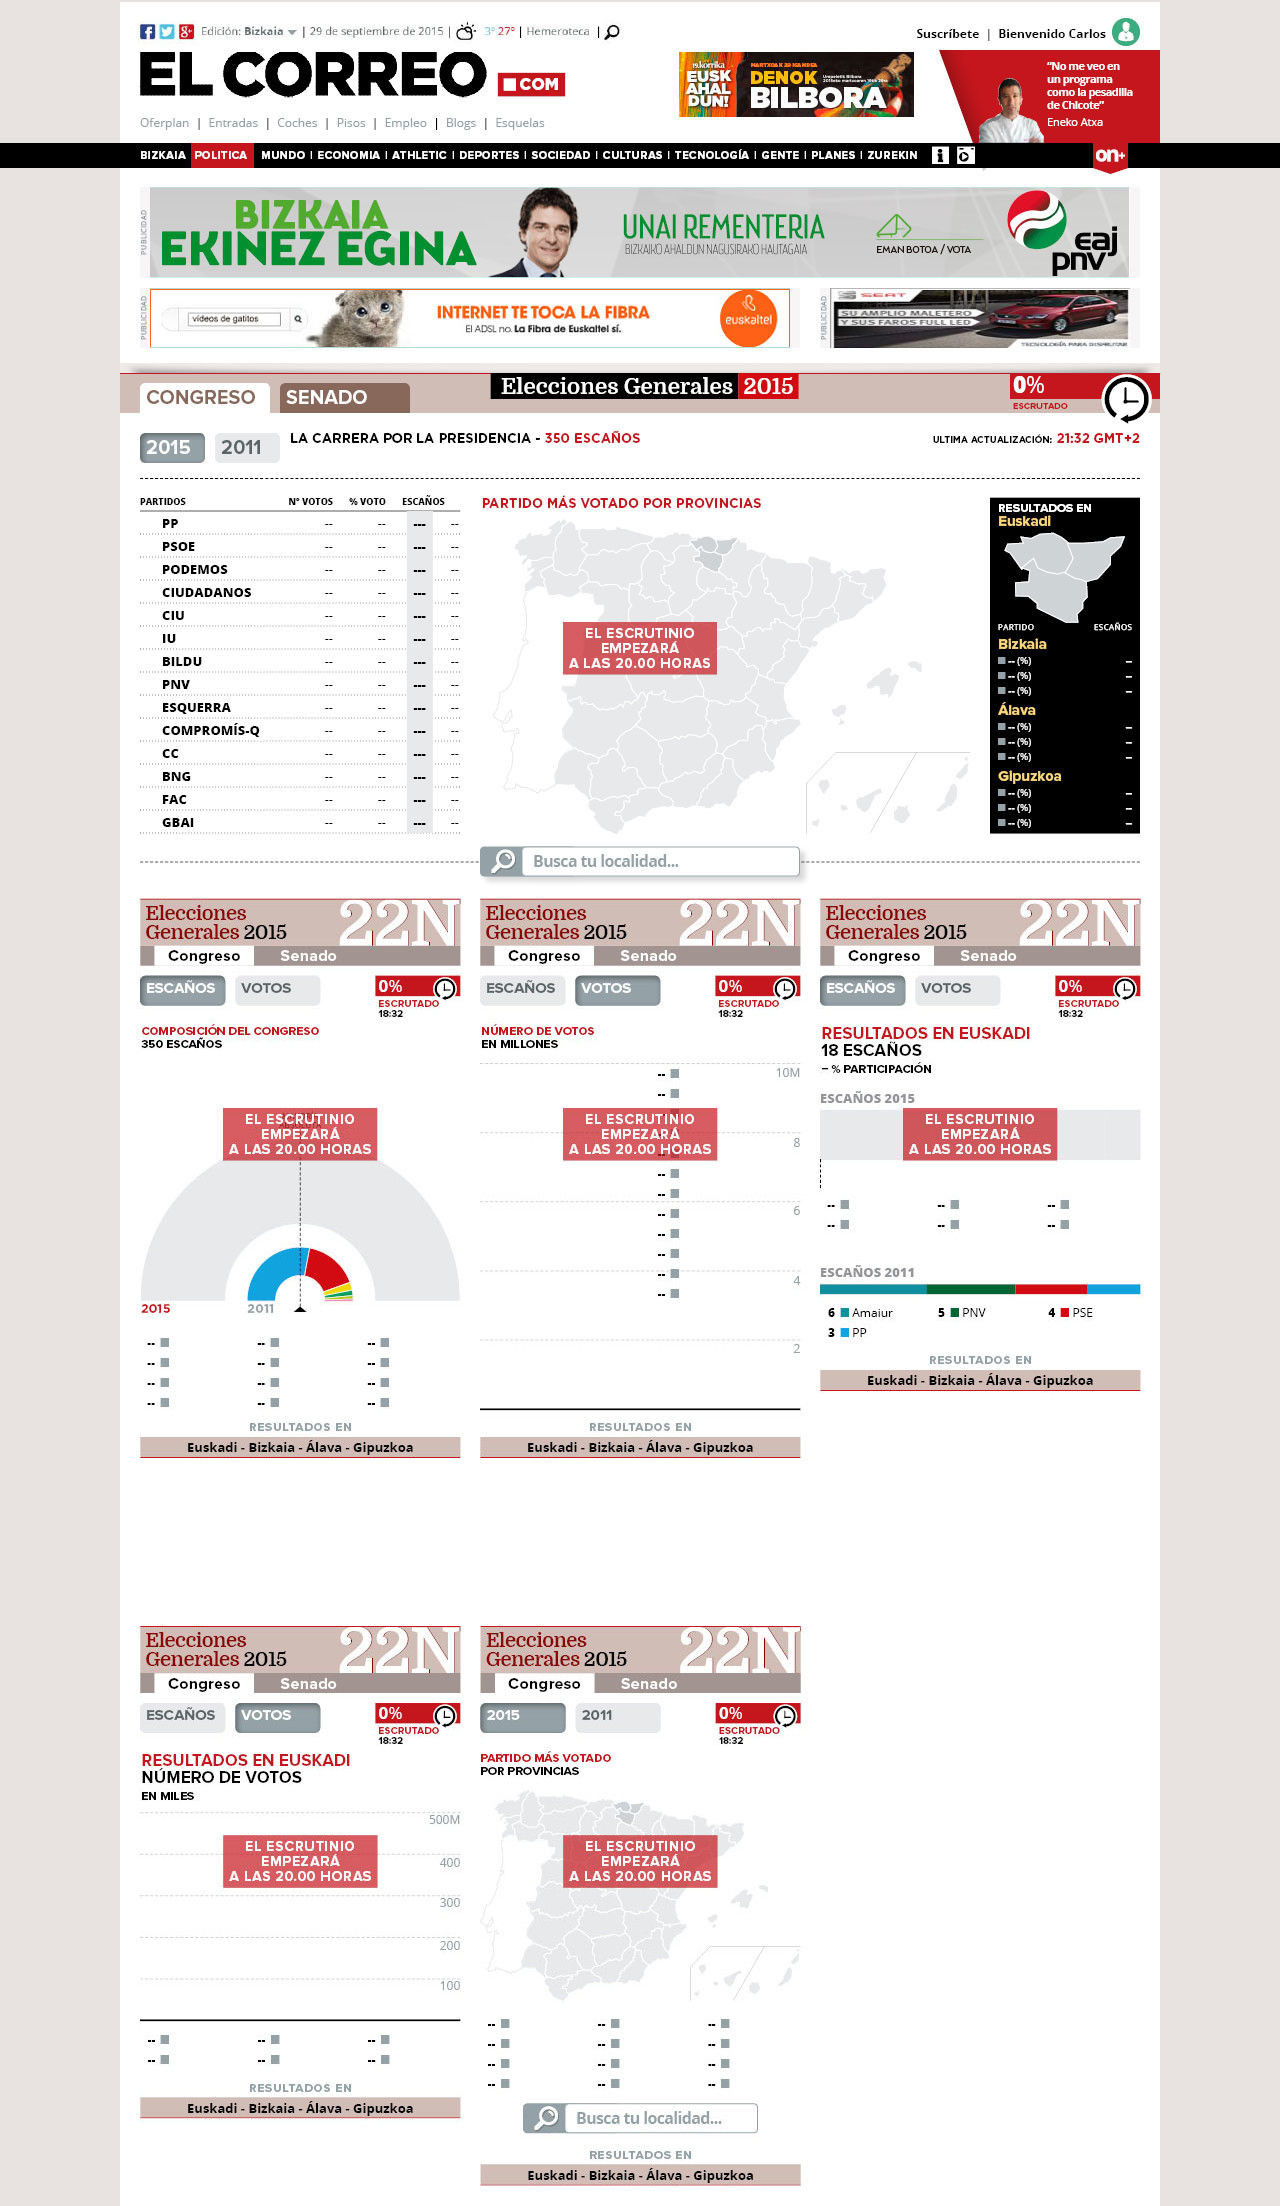 Edición: Bizkaia | 29 de septiembre de 2015 | 3º 27º | Hemeroteca |
Suscríbete | Bienvenido Carlos
EL CORREO .COM
Oferplan | Entradas | Coches | Pisos | Empleo | Blogs | Esquelas
19.korrika
EUSK
AHAL
DUN!
MARTXOAK 28 IGANDEA
DENOK
BILBORA
"No me veo en
un programa
como la pesadilla
de Chicote"
Eneko Atxa
BIZKAIA POLITICA MUNDO | ECONOMIA | ATHLETIC | DEPORTES | SOCIEDAD | CULTURAS | TECNOLOGÍA | GENTE | PLANES | ZUREKIN
on+
PUBLICIDAD
BIZKAIA
EKINEZ EGINA
UNAI REMENTERIA
BIZKAIKO AHALDUN NAGUSIRAKO HAUTAGAIA
EMAN BOTOA / VOTA
eaj
pnv
PUBLICIDAD
vídeos de gatitos
INTERNET TE TOCA LA FIBRA
El ADSL no. La Fibra de Euskaltel sí.
euskaltel
PUBLICIDAD
SEAT
SU AMPLIO MALETERO
Y SUS FAROS FULL LED
TECNOLOGÍA PARA DISFRUTAR
CONGRESO
SENADO
Elecciones Generales 2015
0%
ESCRUTADO
2015
2011
LA CARRERA POR LA PRESIDENCIA - 350 ESCAÑOS
ULTIMA ACTUALIZACIÓN: 21:32 GMT+2
PARTIDOS Nº VOTOS % VOTO ESCAÑOS
PP -- -- --- --
PSOE -- -- --- --
PODEMOS -- -- --- --
CIUDADANOS -- -- --- --
CIU -- -- --- --
IU -- -- --- --
BILDU -- -- --- --
PNV -- -- --- --
ESQUERRA -- -- --- --
COMPROMÍS-Q -- -- --- --
CC -- -- --- --
BNG -- -- --- --
FAC -- -- --- --
GBAI -- -- --- --
PARTIDO MÁS VOTADO POR PROVINCIAS
EL ESCRUTINIO
EMPEZARÁ
A LAS 20.00 HORAS
RESULTADOS EN
Euskadi
PARTIDO ESCAÑOS
Bizkaia
-- (%) --
-- (%) --
-- (%) --
Álava
-- (%) --
-- (%) --
-- (%) --
Gipuzkoa
-- (%) --
-- (%) --
-- (%) --
Busca tu localidad...
Elecciones
Generales 2015
22N
Congreso Senado
ESCAÑOS VOTOS
0%
ESCRUTADO
18:32
COMPOSICIÓN DEL CONGRESO
350 ESCAÑOS
EL ESCRUTINIO
EMPEZARÁ
A LAS 20.00 HORAS
2015 2011
-- -- --
-- -- --
-- -- --
-- -- --
RESULTADOS EN
Euskadi - Bizkaia - Álava - Gipuzkoa
Elecciones
Generales 2015
22N
Congreso Senado
ESCAÑOS VOTOS
0%
ESCRUTADO
18:32
NÚMERO DE VOTOS
EN MILLONES
10M
--
--
EL ESCRUTINIO
EMPEZARÁ
A LAS 20.00 HORAS
8
--
--
--
6
--
--
--
--
4
--
2
RESULTADOS EN
Euskadi - Bizkaia - Álava - Gipuzkoa
Elecciones
Generales 2015
22N
Congreso Senado
ESCAÑOS VOTOS
0%
ESCRUTADO
18:32
RESULTADOS EN EUSKADI
18 ESCAÑOS
– % PARTICIPACIÓN
ESCAÑOS 2015
EL ESCRUTINIO
EMPEZARÁ
A LAS 20.00 HORAS
-- -- --
-- -- --
ESCAÑOS 2011
6 Amaiur 5 PNV 4 PSE
3 PP
RESULTADOS EN
Euskadi - Bizkaia - Álava - Gipuzkoa
Elecciones
Generales 2015
22N
Congreso Senado
ESCAÑOS VOTOS
0%
ESCRUTADO
18:32
RESULTADOS EN EUSKADI
NÚMERO DE VOTOS
EN MILES
500M
EL ESCRUTINIO
EMPEZARÁ
A LAS 20.00 HORAS
400
300
200
100
-- -- --
-- -- --
RESULTADOS EN
Euskadi - Bizkaia - Álava - Gipuzkoa
Elecciones
Generales 2015
22N
Congreso Senado
2015 2011
0%
ESCRUTADO
18:32
PARTIDO MÁS VOTADO
POR PROVINCIAS
EL ESCRUTINIO
EMPEZARÁ
A LAS 20.00 HORAS
-- -- --
-- -- --
-- -- --
-- -- --
Busca tu localidad...
RESULTADOS EN
Euskadi - Bizkaia - Álava - Gipuzkoa